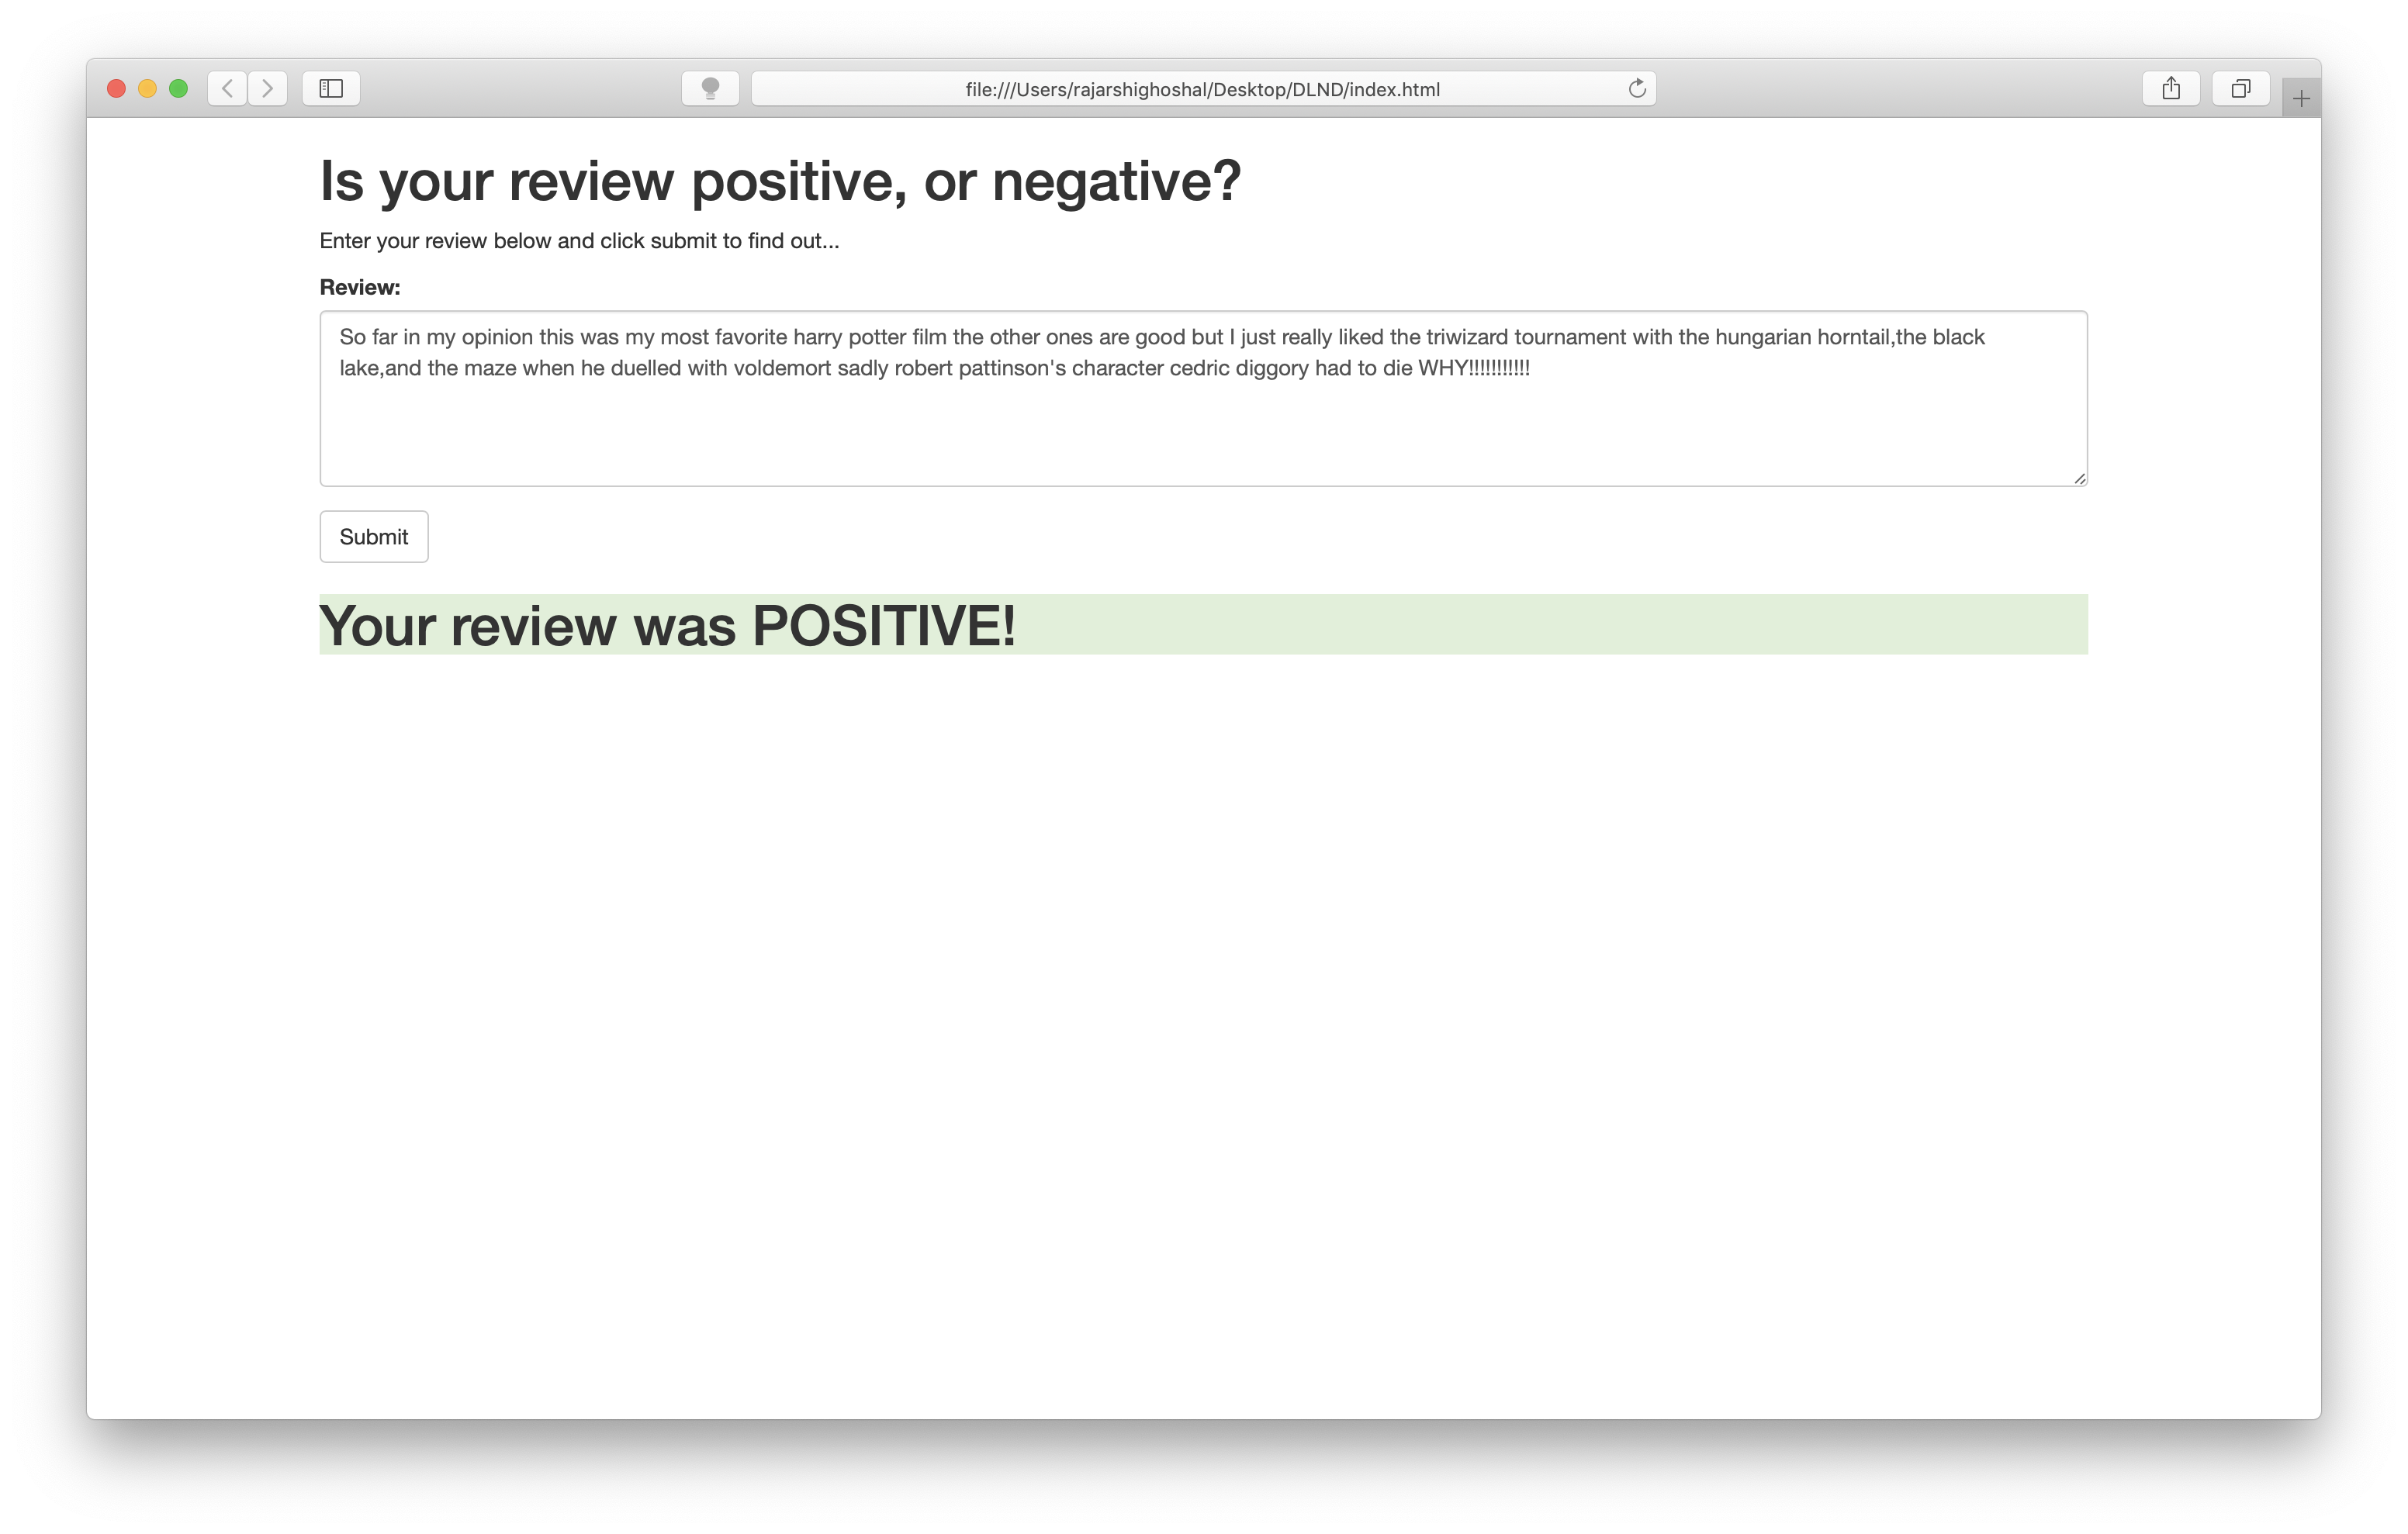 file:///Users/rajarshighoshal/Desktop/DLND/index.html
Is your review positive, or negative?
Enter your review below and click submit to find out...
Review:
So far in my opinion this was my most favorite harry potter film the other ones are good but I just really liked the triwizard tournament with the hungarian horntail,the black
lake,and the maze when he duelled with voldemort sadly robert pattinson's character cedric diggory had to die WHY!!!!!!!!!!!
Submit
Your review was POSITIVE!